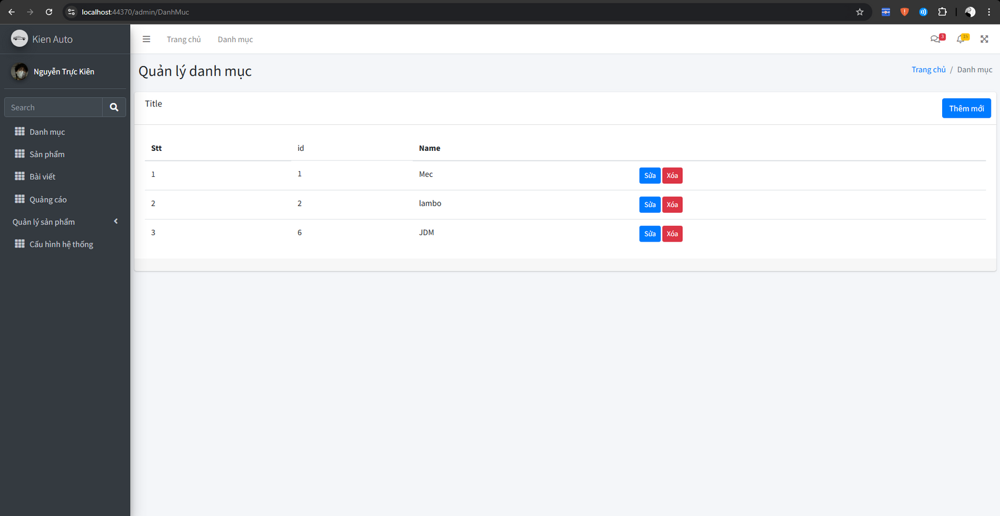 localhost:44370/admin/DanhMuc
Kien Auto
Trang chủ Danh mục
3 15
Nguyễn Trực Kiên
Quản lý danh mục
Trang chủ / Danh mục
Search
Title
Thêm mới
Danh mục
Sản phẩm
Bài viết
Quảng cáo
Quản lý sản phẩm
Cấu hình hệ thống
Stt id Name
1 1 Mec Sửa Xóa
2 2 lambo Sửa Xóa
3 6 JDM Sửa Xóa